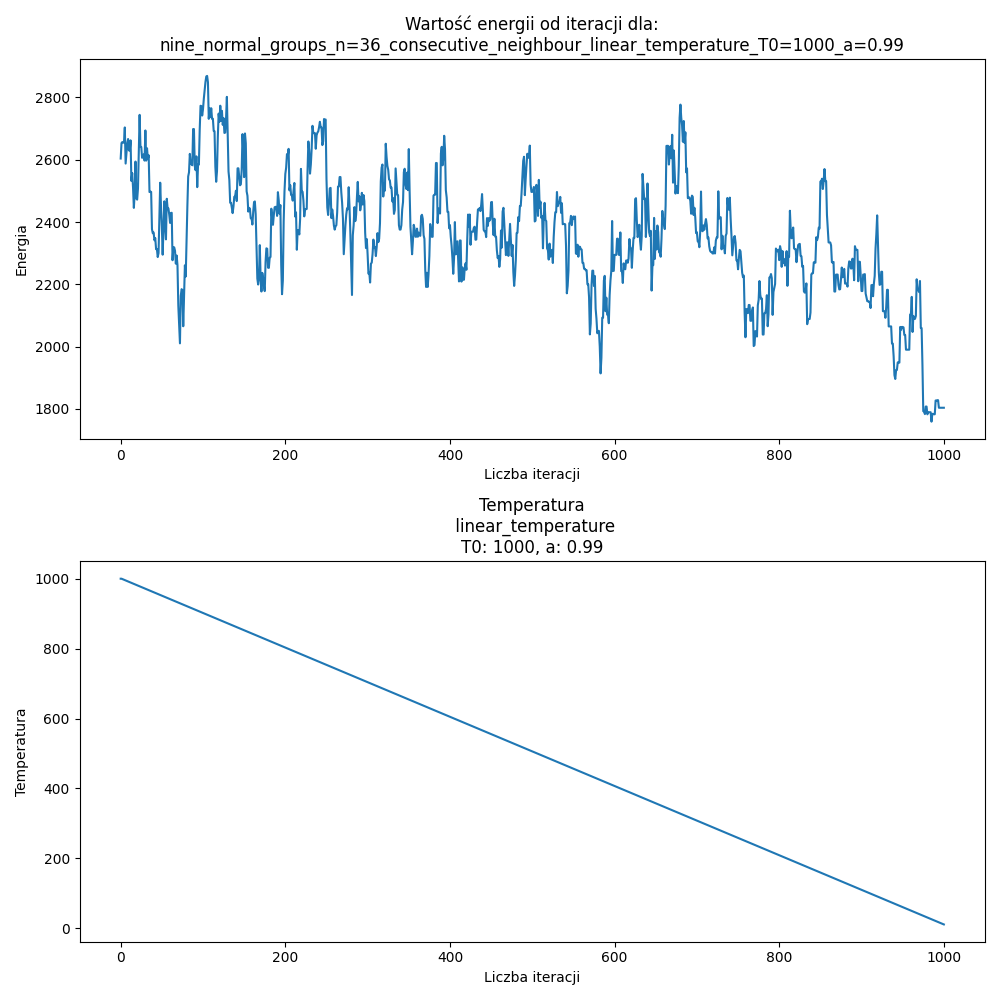 Wartość energii od iteracji dla:
nine_normal_groups_n=36_consecutive_neighbour_linear_temperature_T0=1000_a=0.99
2800
2600
2400
2200
2000
1800
Energia
0 200 400 600 800 1000
Liczba iteracji
Temperatura
linear_temperature
T0: 1000, a: 0.99
1000
800
600
400
200
0
Temperatura
0 200 400 600 800 1000
Liczba iteracji